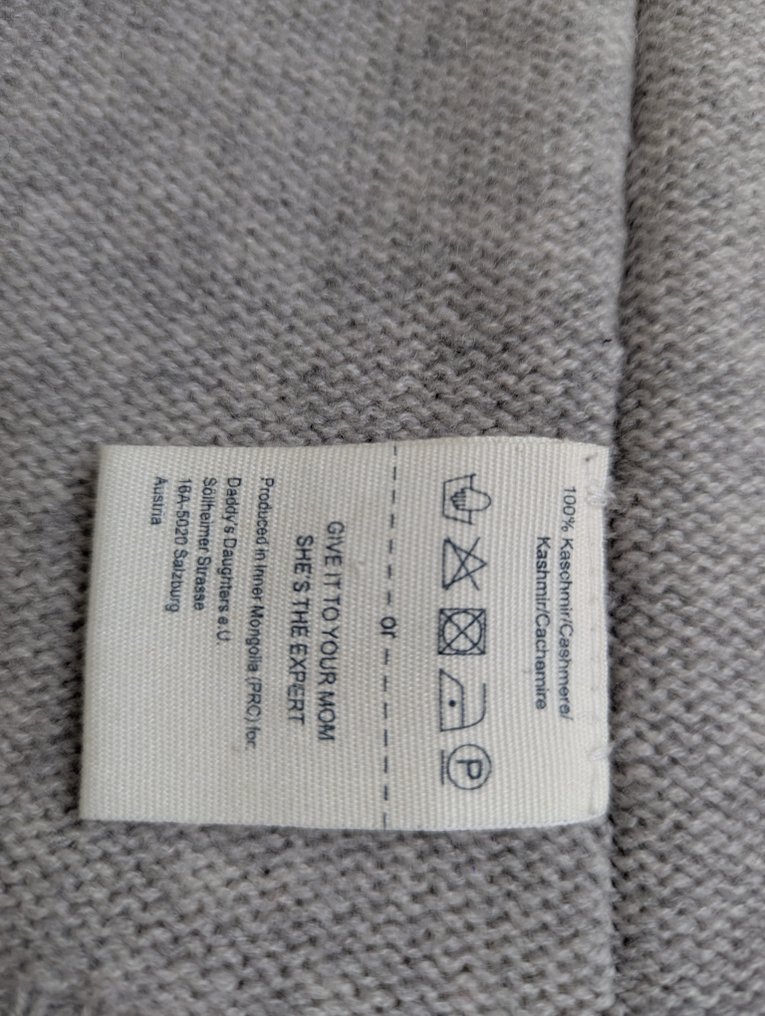 100% Kaschmir/Cashmere/
Kashmir/Cachemire
P
or
GIVE IT TO YOUR MOM
SHE'S THE EXPERT
Produced in Inner Mongolia (PRC) for:
Daddy's Daughters e.U.
Söllheimer Strasse
16A-5020 Salzburg
Austria